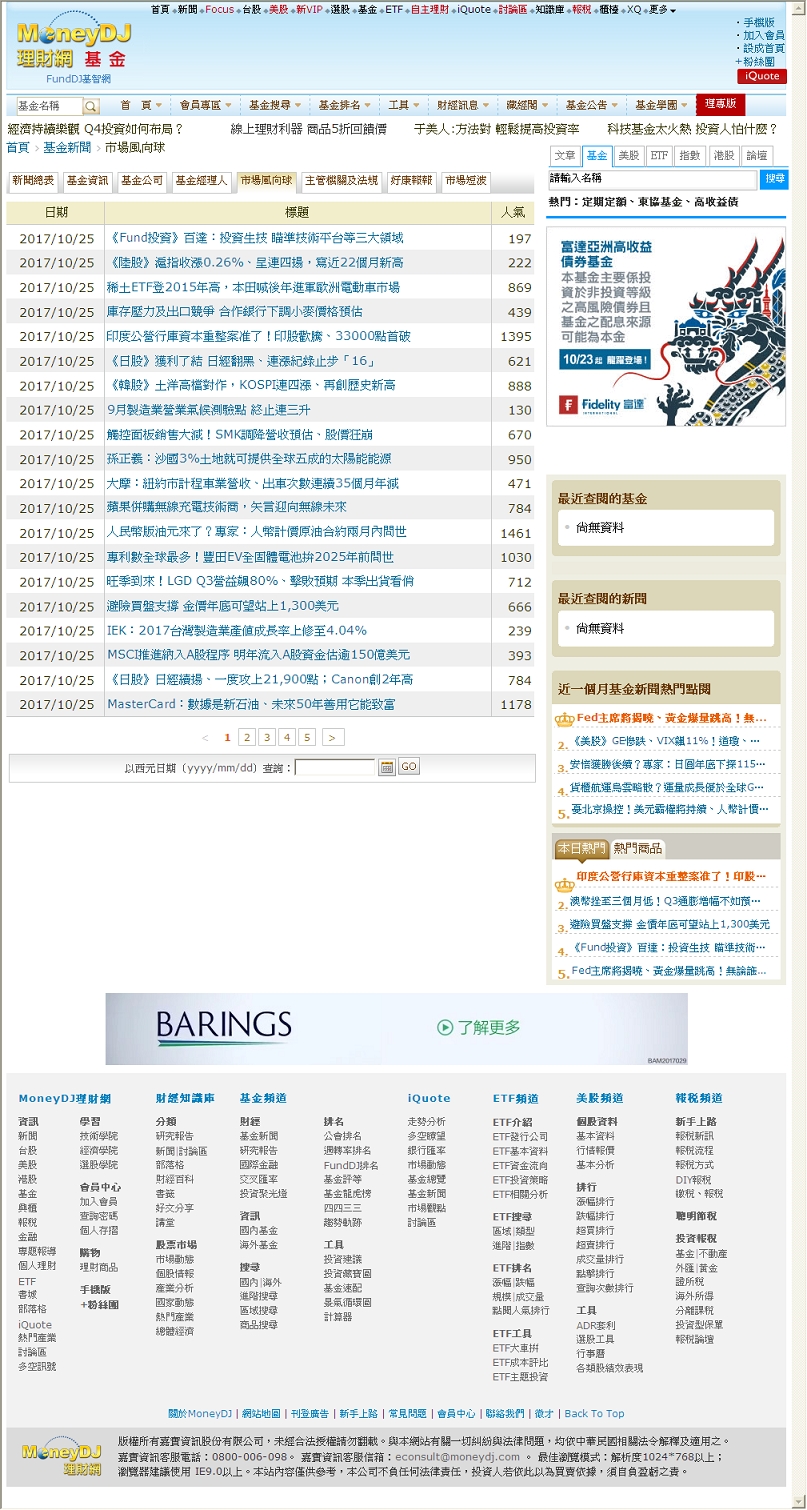 首頁 新聞 Focus 台股 美股 新VIP 選股 基金 ETF 自主理財 iQuote 討論區 知識庫 報稅 櫃檯 XQ 更多
MoneyDJ
理財網 基金
FundDJ基智網
‧手機版
‧加入會員
‧設成首頁
+粉絲團
iQuote
基金名稱
首 頁 會員專區 基金搜尋 基金排名 工具 財經訊息 藏經閣 基金公告 基金學園 理專版
經濟持續樂觀 Q4投資如何布局？ 線上理財利器 商品5折回饋價 于美人:方法對 輕鬆提高投資率 科技基金太火熱 投資人怕什麼？
首頁 › 基金新聞 › 市場風向球
新聞總表 基金資訊 基金公司 基金經理人 市場風向球 主管機關及法規 好康報報 市場短波
日期 標題 人氣
2017/10/25 《Fund投資》百達：投資生技 瞄準技術平台等三大領域 197
2017/10/25 《陸股》滬指收漲0.26%、呈連四揚，寫近22個月新高 222
2017/10/25 稀土ETF登2015年高，本田喊後年進軍歐洲電動車市場 869
2017/10/25 庫存壓力及出口競爭 合作銀行下調小麥價格預估 439
2017/10/25 印度公營行庫資本重整案准了！印股歡騰、33000點首破 1395
2017/10/25 《日股》獲利了結 日經翻黑、連漲紀錄止步「16」 621
2017/10/25 《韓股》土洋高檔對作，KOSPI連四漲、再創歷史新高 888
2017/10/25 9月製造業營業氣候測驗點 終止連三升 130
2017/10/25 觸控面板銷售大減！SMK調降營收預估、股價狂崩 670
2017/10/25 孫正義：沙國3%土地就可提供全球五成的太陽能能源 950
2017/10/25 大摩：紐約市計程車業營收、出車次數連續35個月年減 471
2017/10/25 蘋果併購無線充電技術商，矢言迎向無線未來 784
2017/10/25 人民幣版油元來了？專家：人幣計價原油合約兩月內問世 1461
2017/10/25 專利數全球最多！豐田EV全固體電池拚2025年前問世 1030
2017/10/25 旺季到來！LGD Q3營益飆80%、擊敗預期 本季出貨看俏 712
2017/10/25 避險買盤支撐 金價年底可望站上1,300美元 666
2017/10/25 IEK：2017台灣製造業產值成長率上修至4.04% 239
2017/10/25 MSCI推進納入A股程序 明年流入A股資金估逾150億美元 393
2017/10/25 《日股》日經續揚、一度攻上21,900點；Canon創2年高 784
2017/10/25 MasterCard：數據是新石油、未來50年善用它能致富 1178
< 1 2 3 4 5 >
以西元日期（yyyy/mm/dd）查詢： GO
文章 基金 美股 ETF 指數 港股 論壇
請輸入名稱 搜尋
熱門：定期定額、東協基金、高收益債
富達亞洲高收益
債券基金
本基金主要係投
資於非投資等級
之高風險債券且
基金之配息來源
可能為本金
10/23起 龍躍登場！
Fidelity 富達
INTERNATIONAL
最近查閱的基金
尚無資料
最近查閱的新聞
尚無資料
近一個月基金新聞熱門點閱
Fed主席將揭曉、黃金爆量跳高！無...
2. 《美股》GE慘跌、VIX飆11%！道瓊、...
3. 安倍獲勝後續？專家：日圓年底下探115...
4. 貨櫃航運烏雲略散？運量成長優於全球G...
5. 憂北京操控！美元霸權將持續、人幣計價...
本日熱門 熱門商品
印度公營行庫資本重整案准了！印股...
2. 澳幣挫至三個月低！Q3通膨增幅不如預...
3. 避險買盤支撐 金價年底可望站上1,300美元
4. 《Fund投資》百達：投資生技 瞄準技術...
5. Fed主席將揭曉、黃金爆量跳高！無論誰...
BARINGS
了解更多
BAM2017029
MoneyDJ理財網
資訊
新聞
台股
美股
港股
基金
興櫃
報稅
金融
專題報導
個人理財
ETF
書城
部落格
iQuote
熱門產業
討論區
多空訊號
學習
技術學院
經濟學院
選股學院
會員中心
加入會員
查詢密碼
個人存摺
購物
理財商品
手機版
+粉絲團
財經知識庫
分類
研究報告
新聞|討論區
部落格
財經百科
書籤
好文分享
講堂
股票市場
市場動態
個股情報
產業分析
國家動態
熱門產業
總體經濟
基金頻道
財經
基金新聞
研究報告
國際金融
交叉匯率
投資聚光燈
資訊
國內基金
海外基金
搜尋
國內|海外
進階搜尋
區域搜尋
商品搜尋
排名
公會排名
週轉率排名
FundDJ排名
基金評等
基金龍虎榜
四四三三
趨勢軌跡
工具
投資建議
投資藏寶圖
基金速配
景氣循環圖
計算器
iQuote
走勢分析
多空瞭望
銀行匯率
市場動態
基金總覽
基金新聞
市場觀點
討論區
ETF頻道
ETF介紹
ETF發行公司
ETF基本資料
ETF資金流向
ETF投資策略
ETF相關分析
ETF搜尋
區域|類型
進階|指數
ETF排名
漲幅|跌幅
規模|成交量
點閱人氣排行
ETF工具
ETF大車拚
ETF成本評比
ETF主題投資
美股頻道
個股資料
基本資料
行情報價
基本分析
排行
漲幅排行
跌幅排行
超買排行
超賣排行
成交量排行
點擊排行
查詢次數排行
工具
ADR套利
選股工具
行事曆
各類股績效表現
報稅頻道
新手上路
報稅新訊
報稅流程
報稅方式
DIY報稅
繳稅、報稅
聰明節稅
投資報稅
基金|不動產
外匯|黃金
證所稅
海外所得
分離課稅
投資型保單
報稅論壇
關於MoneyDJ | 網站地圖 | 刊登廣告 | 新手上路 | 常見問題 | 會員中心 | 聯絡我們 | 徵才 | Back To Top
MoneyDJ
理財網
版權所有嘉實資訊股份有限公司，未經合法授權請勿翻載。與本網站有關一切糾紛與法律問題，均依中華民國相關法令解釋及適用之。
嘉實資訊客服電話：0800-006-098。 嘉實資訊客服信箱：econsult@moneydj.com 。 最佳瀏覽模式：解析度1024*768以上；
瀏覽器建議使用 IE9.0以上。本站內容僅供參考，本公司不負任何法律責任，投資人若依此以為買賣依據，須自負盈虧之責。